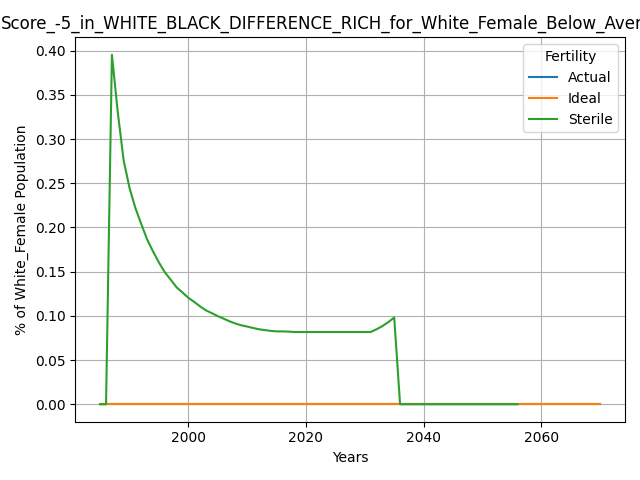 Score_-5_in_WHITE_BLACK_DIFFERENCE_RICH_for_White_Female_Below_Aver
Fertility
Actual
Ideal
Sterile
% of White_Female Population
0.40
0.35
0.30
0.25
0.20
0.15
0.10
0.05
0.00
2000 2020 2040 2060
Years